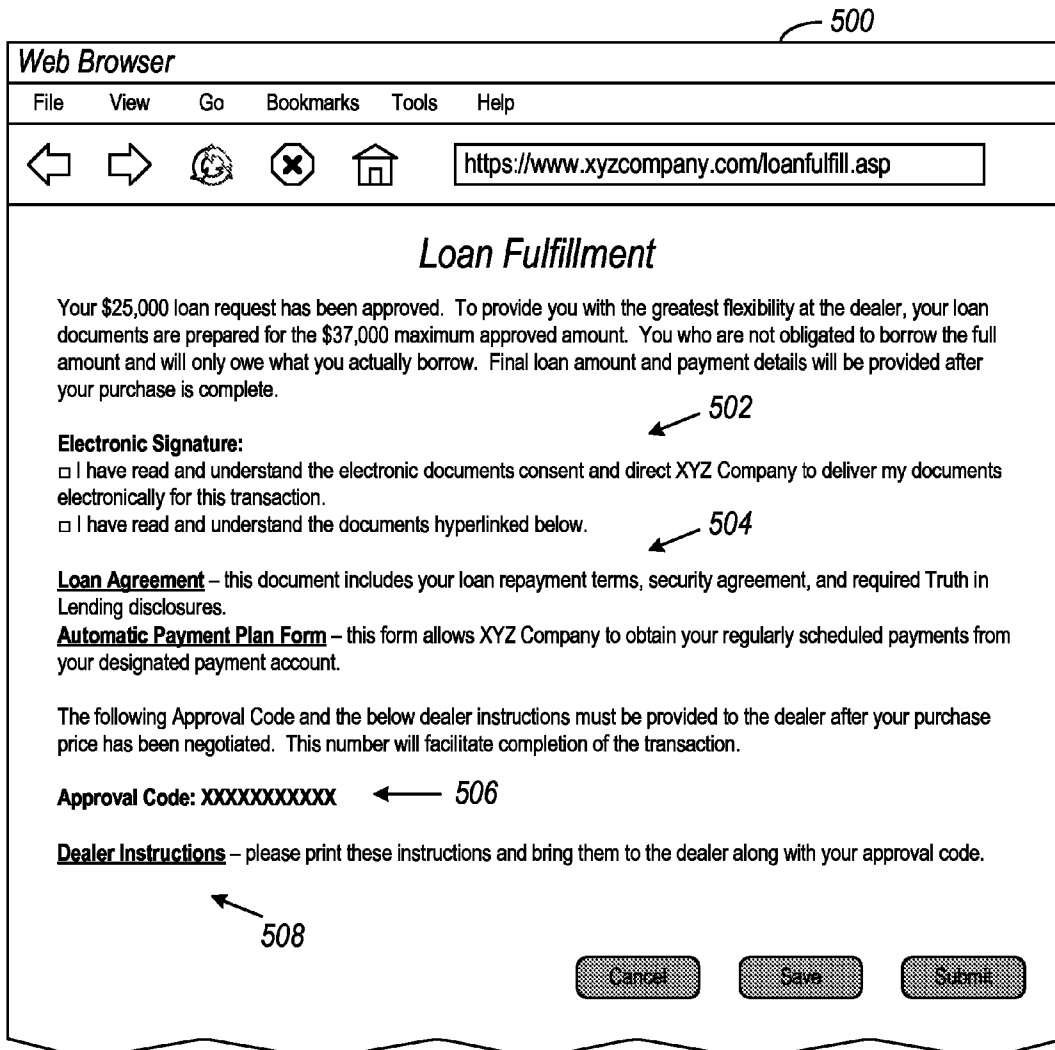 500
Web Browser
File View Go Bookmarks Tools Help
https://www.xyzcompany.com/loanfulfill.asp
Loan Fulfillment
Your $25,000 loan request has been approved. To provide you with the greatest flexibility at the dealer, your loan
documents are prepared for the $37,000 maximum approved amount. You who are not obligated to borrow the full
amount and will only owe what you actually borrow. Final loan amount and payment details will be provided after
your purchase is complete.
502
Electronic Signature:
□ I have read and understand the electronic documents consent and direct XYZ Company to deliver my documents
electronically for this transaction.
□ I have read and understand the documents hyperlinked below.
504
Loan Agreement – this document includes your loan repayment terms, security agreement, and required Truth in
Lending disclosures.
Automatic Payment Plan Form – this form allows XYZ Company to obtain your regularly scheduled payments from
your designated payment account.
The following Approval Code and the below dealer instructions must be provided to the dealer after your purchase
price has been negotiated. This number will facilitate completion of the transaction.
Approval Code: XXXXXXXXXXX 506
Dealer Instructions – please print these instructions and bring them to the dealer along with your approval code.
508
Cancel Save Submit